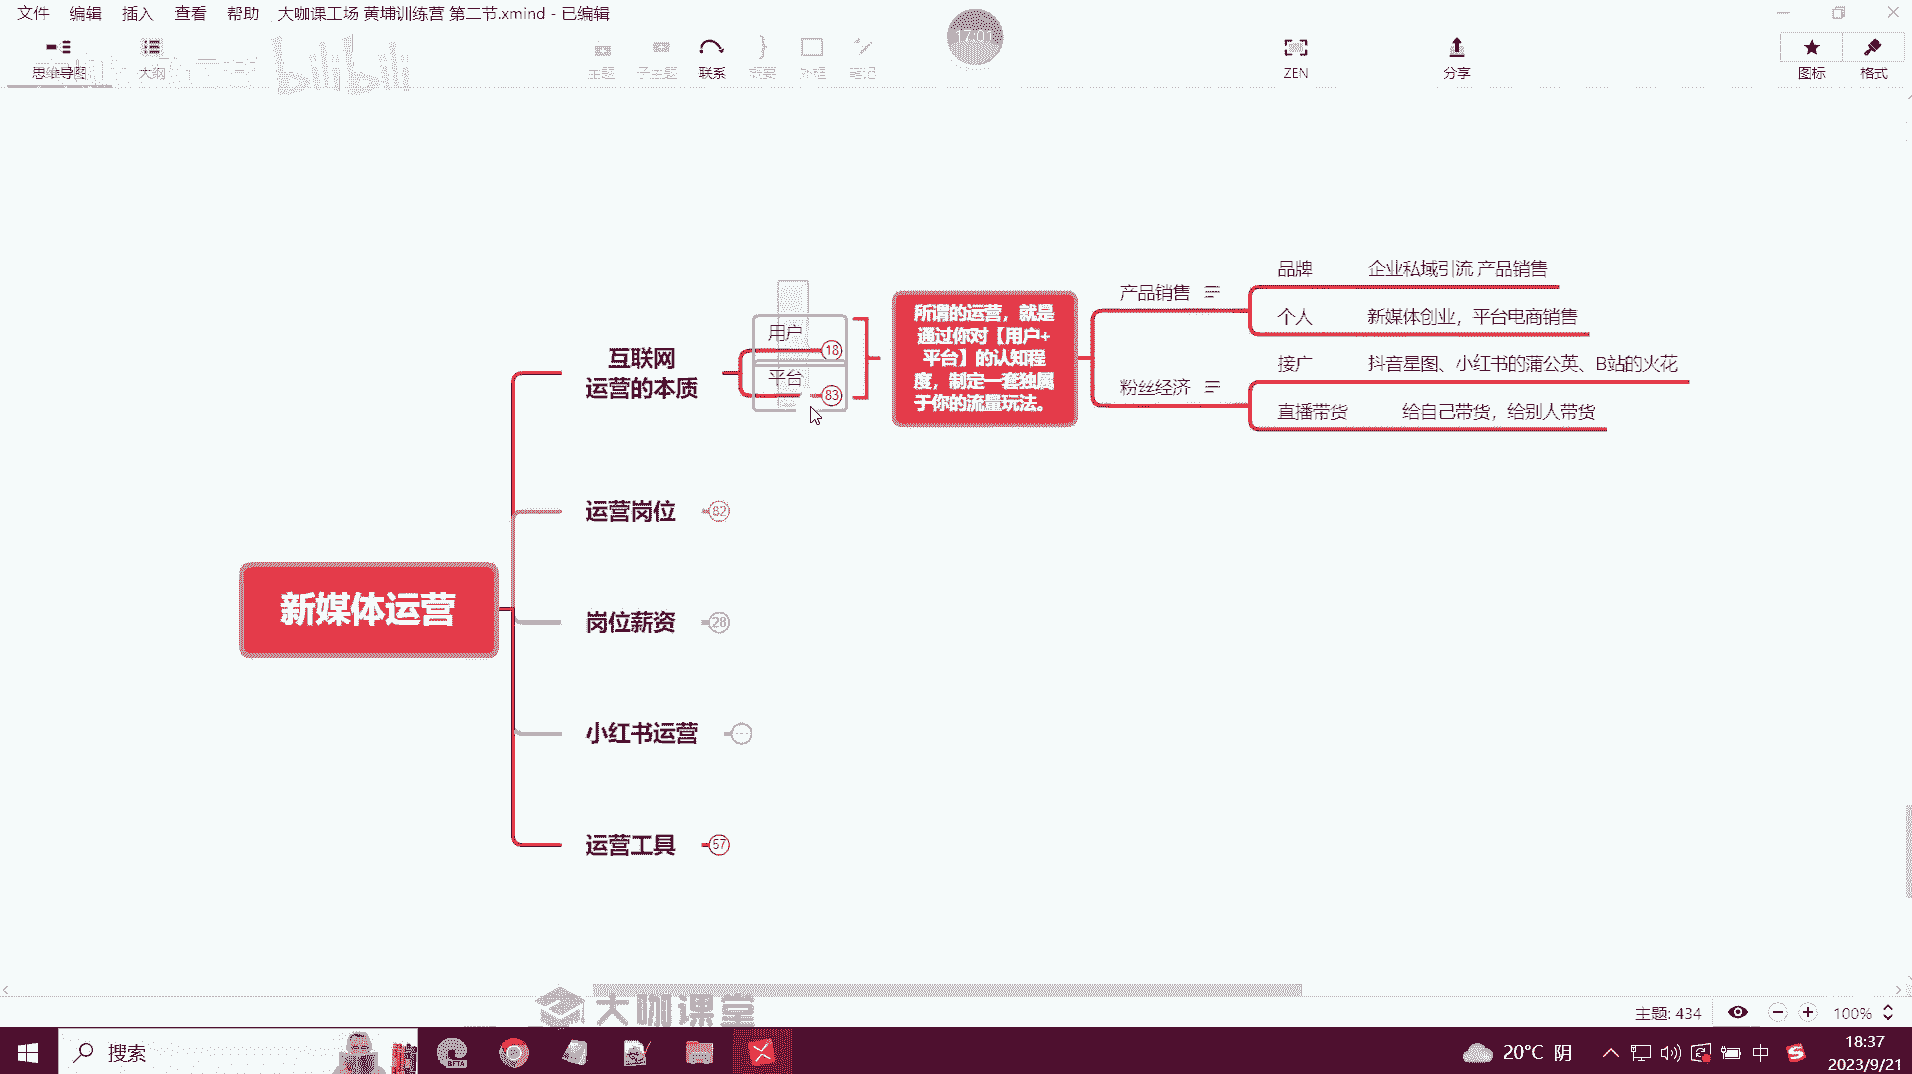 文件 编辑 插入 查看 帮助 大咖课工场 黄埔训练营 第二节.xmind - 已编辑
17:01
思维导图 大纲 主题 子主题 联系 概要 外框 笔记 ZEN 分享 图标 格式
bilibili
品牌 企业私域引流 产品销售
产品销售
个人 新媒体创业，平台电商销售
所谓的运营，就是
通过你对【用户+
平台】的认知程
度，制定一套独属
于你的流量玩法。
用户 18
平台 83
互联网
运营的本质
接广 抖音星图、小红书的蒲公英、B站的火花
粉丝经济
直播带货 给自己带货，给别人带货
运营岗位 82
新媒体运营
岗位薪资 28
小红书运营
运营工具 57
大咖课堂
主题: 434 100%
搜索
BETA
20°C 阴
中
18:37
2023/9/21